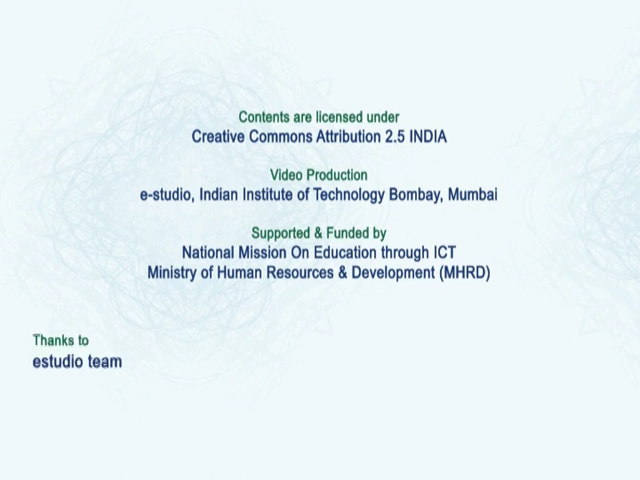 Contents are licensed under
Creative Commons Attribution 2.5 INDIA
Video Production
e-studio, Indian Institute of Technology Bombay, Mumbai
Supported & Funded by
National Mission On Education through ICT
Ministry of Human Resources & Development (MHRD)
Thanks to
estudio team